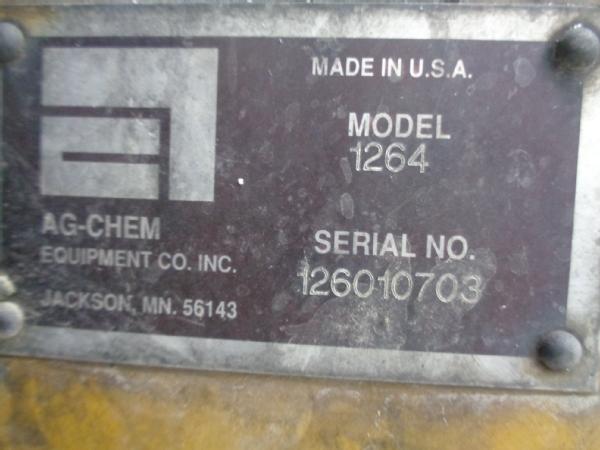 MADE IN U.S.A.
MODEL
1264
AG-CHEM
EQUIPMENT CO. INC.
JACKSON, MN. 56143
SERIAL NO.
126010703